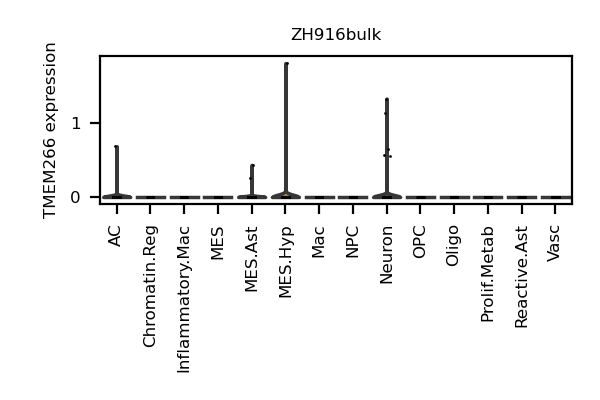 ZH916bulk
TMEM266 expression
1
0
AC
Chromatin.Reg
Inflammatory.Mac
MES
MES.Ast
MES.Hyp
Mac
NPC
Neuron
OPC
Oligo
Prolif.Metab
Reactive.Ast
Vasc